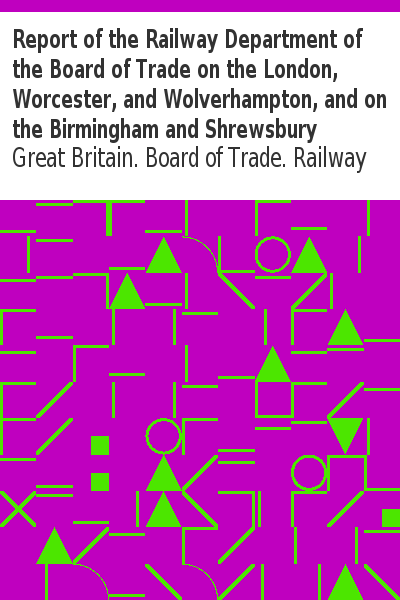 Report of the Railway Department of
the Board of Trade on the London,
Worcester, and Wolverhampton, and on
the Birmingham and Shrewsbury
Great Britain. Board of Trade. Railway